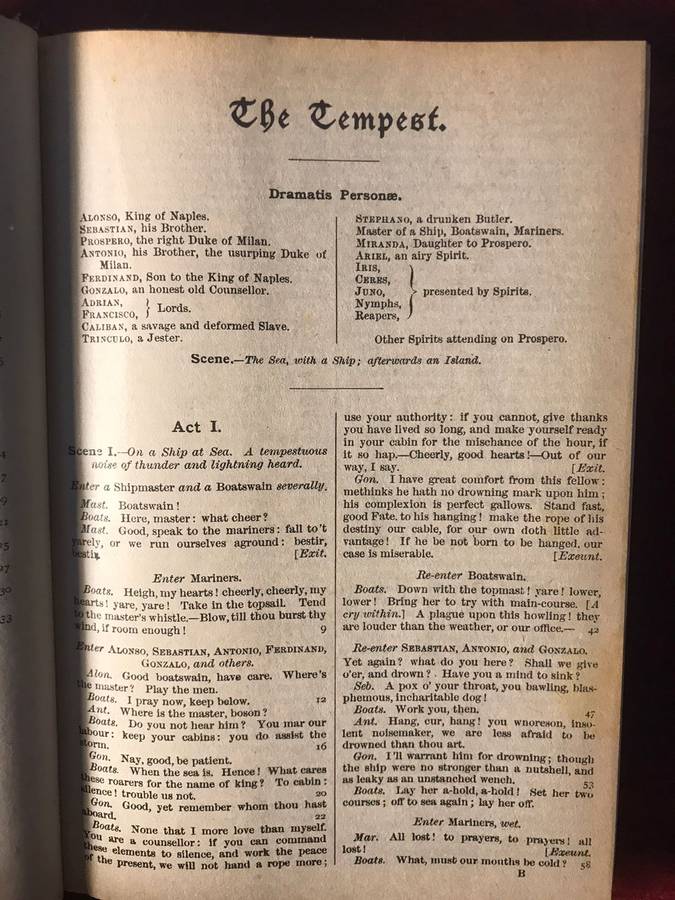 The Tempest.
Dramatis Personæ.
ALONSO, King of Naples.
SEBASTIAN, his Brother.
PROSPERO, the right Duke of Milan.
ANTONIO, his Brother, the usurping Duke of
Milan.
FERDINAND, Son to the King of Naples.
GONZALO, an honest old Counsellor.
ADRIAN,
FRANCISCO, } Lords.
CALIBAN, a savage and deformed Slave.
TRINCULO, a Jester.
STEPHANO, a drunken Butler.
Master of a Ship, Boatswain, Mariners.
MIRANDA, Daughter to Prospero.
ARIEL, an airy Spirit.
IRIS,
CERES,
JUNO, } presented by Spirits.
Nymphs,
Reapers,
Other Spirits attending on Prospero.
Scene.—The Sea, with a Ship; afterwards an Island.
Act I.
Scene I.—On a Ship at Sea. A tempestuous
noise of thunder and lightning heard.
Enter a Shipmaster and a Boatswain severally.
Mast. Boatswain!
Boats. Here, master: what cheer?
Mast. Good, speak to the mariners: fall to't
yarely, or we run ourselves aground: bestir,
bestir. [Exit.
Enter Mariners.
Boats. Heigh, my hearts! cheerly, cheerly, my
hearts! yare, yare! Take in the topsail. Tend
to the master's whistle.—Blow, till thou burst thy
wind, if room enough! 9
Enter ALONSO, SEBASTIAN, ANTONIO, FERDINAND,
GONZALO, and others.
Alon. Good boatswain, have care. Where's
the master? Play the men.
Boats. I pray now, keep below. 12
Ant. Where is the master, boson?
Boats. Do you not hear him? You mar our
labour: keep your cabins: you do assist the
storm. 16
Gon. Nay, good, be patient.
Boats. When the sea is. Hence! What cares
these roarers for the name of king? To cabin:
silence! trouble us not. 20
Gon. Good, yet remember whom thou hast
aboard. 22
Boats. None that I more love than myself.
You are a counsellor: if you can command
these elements to silence, and work the peace
of the present, we will not hand a rope more;
use your authority: if you cannot, give thanks
you have lived so long, and make yourself ready
in your cabin for the mischance of the hour, if
it so hap.—Cheerly, good hearts!—Out of our
way, I say. [Exit.
Gon. I have great comfort from this fellow:
methinks he hath no drowning mark upon him;
his complexion is perfect gallows. Stand fast,
good Fate, to his hanging! make the rope of his
destiny our cable, for our own doth little ad-
vantage! If he be not born to be hanged, our
case is miserable. [Exeunt.
Re-enter Boatswain.
Boats. Down with the topmast! yare! lower,
lower! Bring her to try with main-course. [A
cry within.] A plague upon this howling! they
are louder than the weather, or our office.— 42
Re-enter SEBASTIAN, ANTONIO, and GONZALO.
Yet again? what do you here? Shall we give
o'er, and drown? Have you a mind to sink?
Seb. A pox o' your throat, you bawling, blas-
phemous, incharitable dog!
Boats. Work you, then. 47
Ant. Hang, cur, hang! you whoreson, inso-
lent noisemaker, we are less afraid to be
drowned than thou art.
Gon. I'll warrant him for drowning; though
the ship were no stronger than a nutshell, and
as leaky as an unstanched wench. 53
Boats. Lay her a-hold, a-hold! Set her two
courses; off to sea again; lay her off.
Enter Mariners, wet.
Mar. All lost! to prayers, to prayers! all
lost! [Exeunt.
Boats. What, must our mouths be cold? 58
B